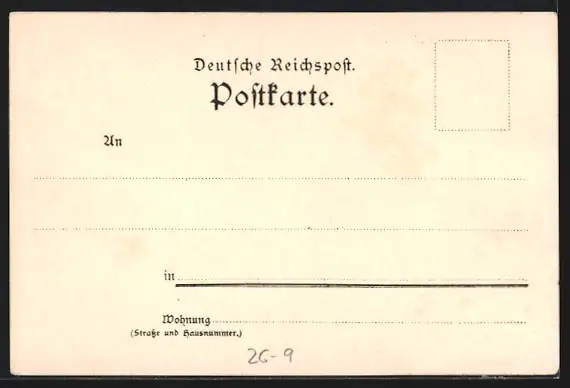 Deutſche Reichspoſt.
Poſtkarte.
An
in
Wohnung
(Straße und Hausnummer.)
26-9